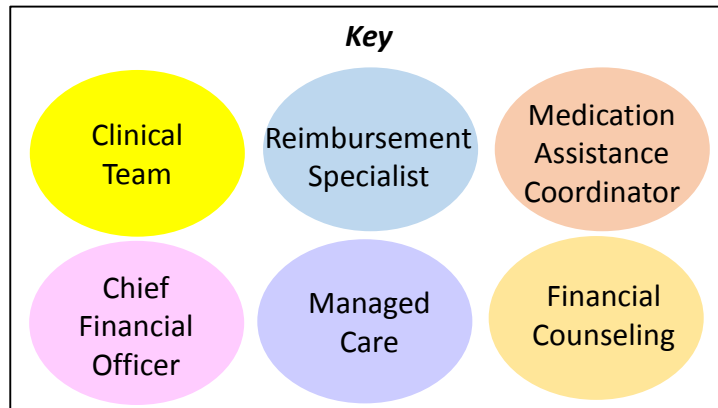 Key
Clinical
Team
Reimbursement
Specialist
Medication
Assistance
Coordinator
Chief
Financial
Officer
Managed
Care
Financial
Counseling